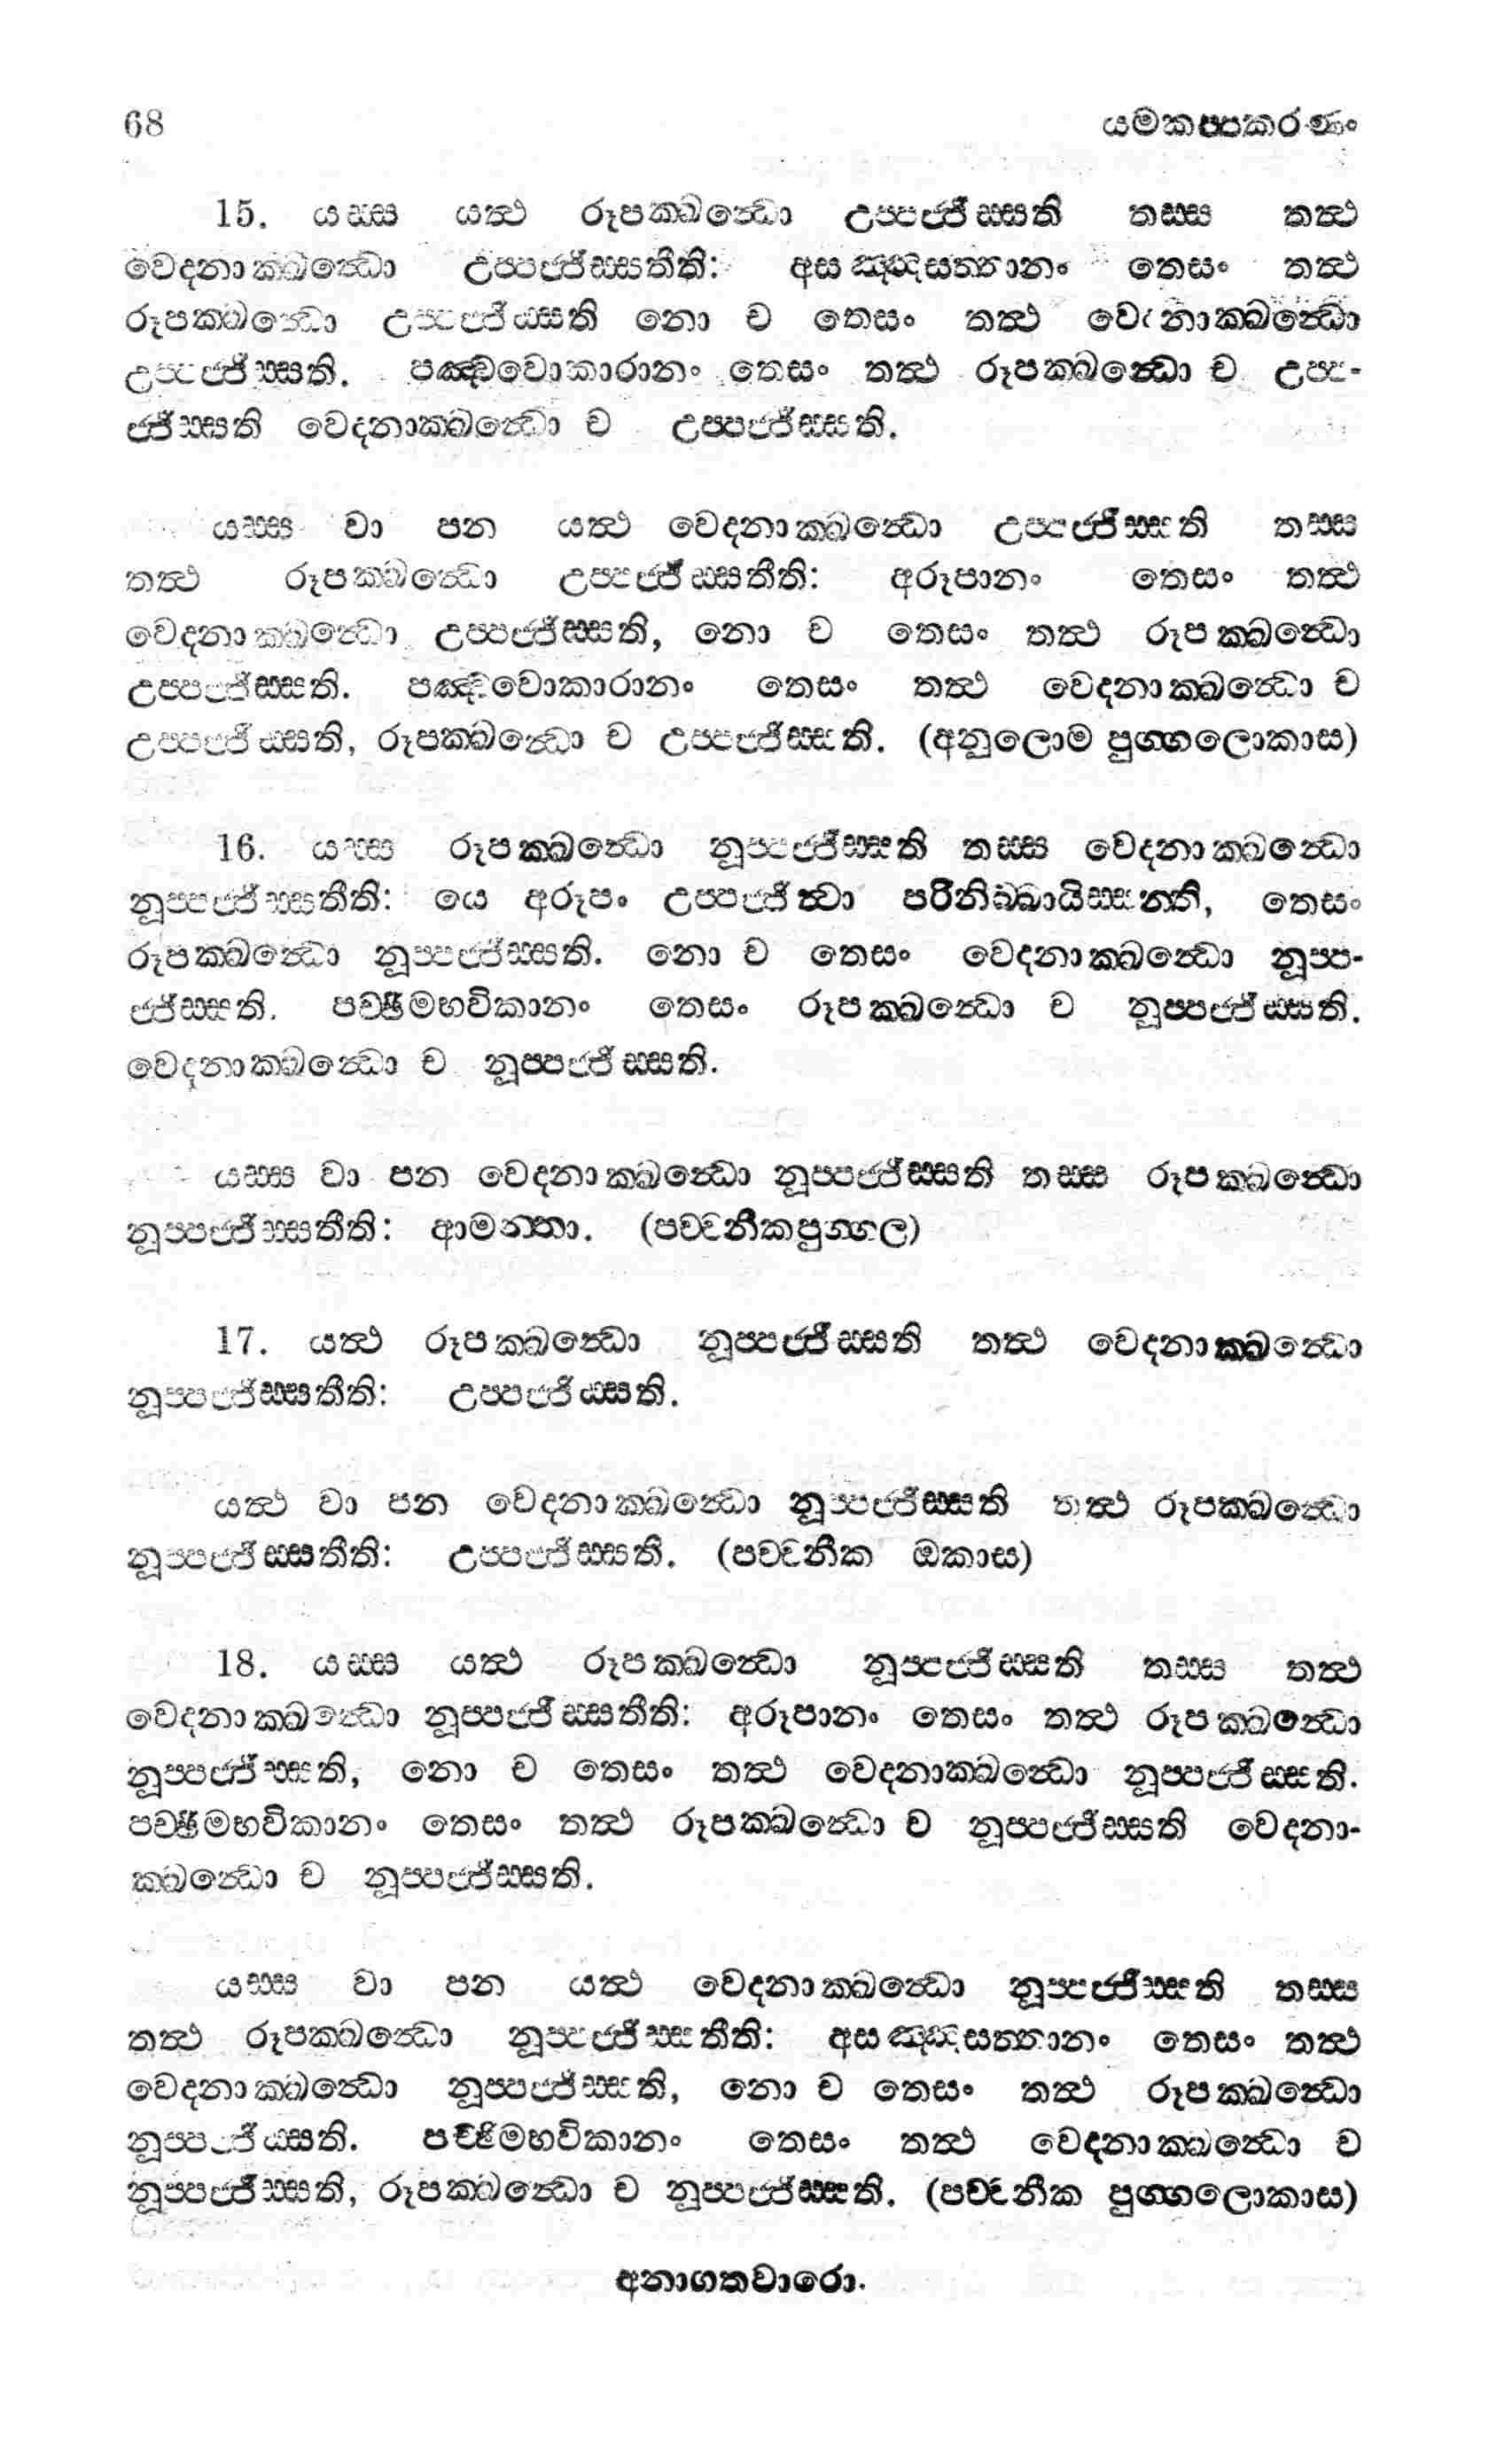 68 යමකප්පකරණං
15. යස්ස යත්ථ රූපක්ඛන්ධො උප්පජ්ජිස්සති තස්ස තත්ථ
වෙදනාක්ඛන්ධො උප්පජ්ජිස්සතීති: අසඤ්ඤසත්තානං තෙසං තත්ථ
රූපක්ඛන්ධො උප්පජ්ජිස්සති නො ච තෙසං තත්ථ වෙදනාක්ඛන්ධො
උප්පජ්ජිස්සති. පඤ්චවොකාරානං තෙසං තත්ථ රූපක්ඛන්ධො ච උප්ප-
ජ්ජිස්සති වෙදනාක්ඛන්ධො ච උප්පජ්ජිස්සති.
යස්ස වා පන යත්ථ වෙදනාක්ඛන්ධො උප්පජ්ජිස්සති තස්ස
තත්ථ රූපක්ඛන්ධො උප්පජ්ජිස්සතීති: අරූපානං තෙසං තත්ථ
වෙදනාක්ඛන්ධො උප්පජ්ජිස්සති, නො ච තෙසං තත්ථ රූපක්ඛන්ධො
උප්පජ්ජිස්සති. පඤ්චවොකාරානං තෙසං තත්ථ වෙදනාක්ඛන්ධො ච
උප්පජ්ජිස්සති, රූපක්ඛන්ධො ච උප්පජ්ජිස්සති. (අනුලොම පුග්ගලොකාස)
16. යස්ස රූපක්ඛන්ධො නූප්පජ්ජිස්සති තස්ස වෙදනාක්ඛන්ධො
නූප්පජ්ජිස්සතීති: යෙ අරූපං උප්පජ්ජිත්වා පරිනිබ්බායිස්සන්ති, තෙසං
රූපක්ඛන්ධො නූප්පජ්ජිස්සති. නො ච තෙසං වෙදනාක්ඛන්ධො නූප්ප-
ජ්ජිස්සති. පච්ඡිමභවිකානං තෙසං රූපක්ඛන්ධො ච නූප්පජ්ජිස්සති.
වෙදනාක්ඛන්ධො ච නූප්පජ්ජිස්සති.
යස්ස වා පන වෙදනාක්ඛන්ධො නූප්පජ්ජිස්සති තස්ස රූපක්ඛන්ධො
නූප්පජ්ජිස්සතීති: ආමන්තා. (පච්චනීකපුග්ගල)
17. යත්ථ රූපක්ඛන්ධො නූප්පජ්ජිස්සති තත්ථ වෙදනාක්ඛන්ධො
නූප්පජ්ජිස්සතීති: උප්පජ්ජිස්සති.
යත්ථ වා පන වෙදනාක්ඛන්ධො නූප්පජ්ජිස්සති තත්ථ රූපක්ඛන්ධො
නූප්පජ්ජිස්සතීති: උප්පජ්ජිස්සති. (පච්චනීක ඔකාස)
18. යස්ස යත්ථ රූපක්ඛන්ධො නූප්පජ්ජිස්සති තස්ස තත්ථ
වෙදනාක්ඛන්ධො නූප්පජ්ජිස්සතීති: අරූපානං තෙසං තත්ථ රූපක්ඛන්ධො
නූප්පජ්ජිස්සති, නො ච තෙසං තත්ථ වෙදනාක්ඛන්ධො නූප්පජ්ජිස්සති.
පච්ඡිමභවිකානං තෙසං තත්ථ රූපක්ඛන්ධො ච නූප්පජ්ජිස්සති වෙදනා-
ක්ඛන්ධො ච නූප්පජ්ජිස්සති.
යස්ස වා පන යත්ථ වෙදනාක්ඛන්ධො නූප්පජ්ජිස්සති තස්ස
තත්ථ රූපක්ඛන්ධො නූප්පජ්ජිස්සතීති: අසඤ්ඤසත්තානං තෙසං තත්ථ
වෙදනාක්ඛන්ධො නූප්පජ්ජිස්සති, නො ච තෙසං තත්ථ රූපක්ඛන්ධො
නූප්පජ්ජිස්සති. පච්ඡිමභවිකානං තෙසං තත්ථ වෙදනාක්ඛන්ධො ච
නූප්පජ්ජිස්සති, රූපක්ඛන්ධො ච නූප්පජ්ජිස්සති. (පච්චනීක පුග්ගලොකාස)
අනාගතවාරො.